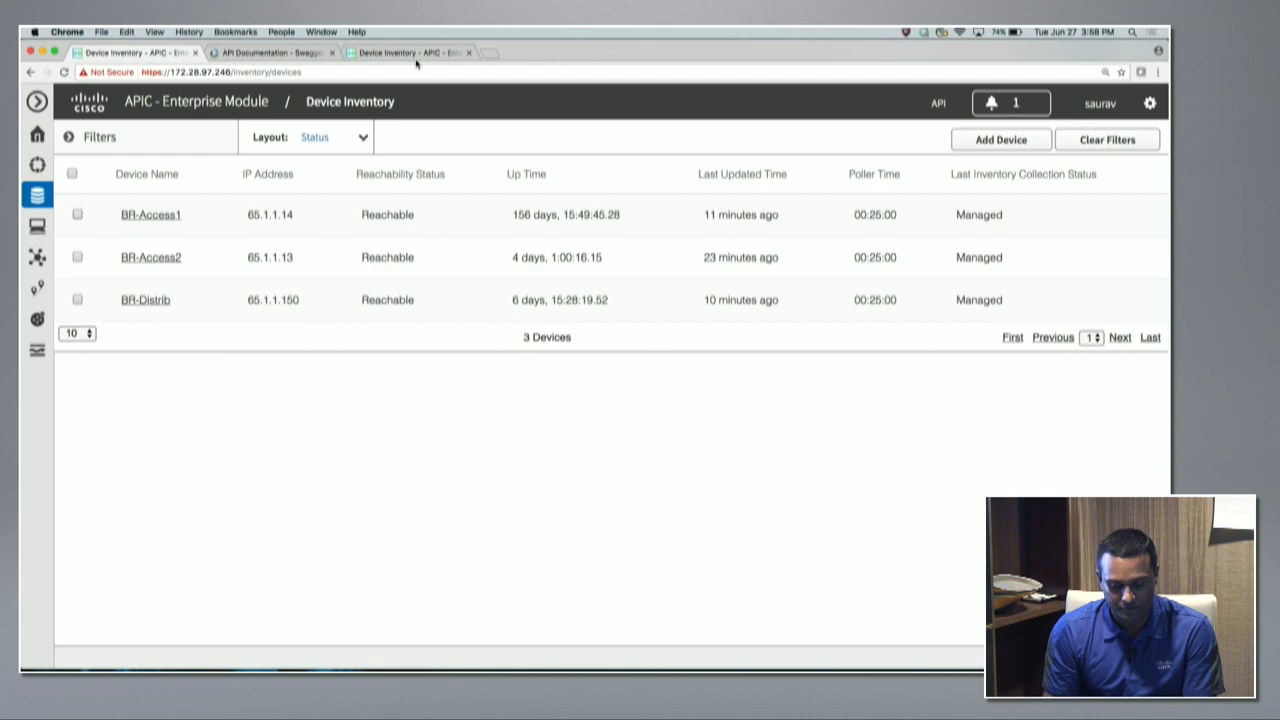 Chrome File Edit View History Bookmarks People Window Help 74% Tue Jun 27 3:58 PM
Device Inventory - APIC - Ente × API Documentation - Swagge × Device Inventory - APIC - Ente ×
Not Secure https://172.28.97.246/inventory/devices
CISCO APIC - Enterprise Module / Device Inventory API 1 saurav
Filters Layout: Status Add Device Clear Filters
Device Name IP Address Reachability Status Up Time Last Updated Time Poller Time Last Inventory Collection Status
BR-Access1 65.1.1.14 Reachable 156 days, 15:49:45.28 11 minutes ago 00:25:00 Managed
BR-Access2 65.1.1.13 Reachable 4 days, 1:00:16.15 23 minutes ago 00:25:00 Managed
BR-Distrib 65.1.1.150 Reachable 6 days, 15:28:19.52 10 minutes ago 00:25:00 Managed
10 3 Devices First Previous 1 Next Last